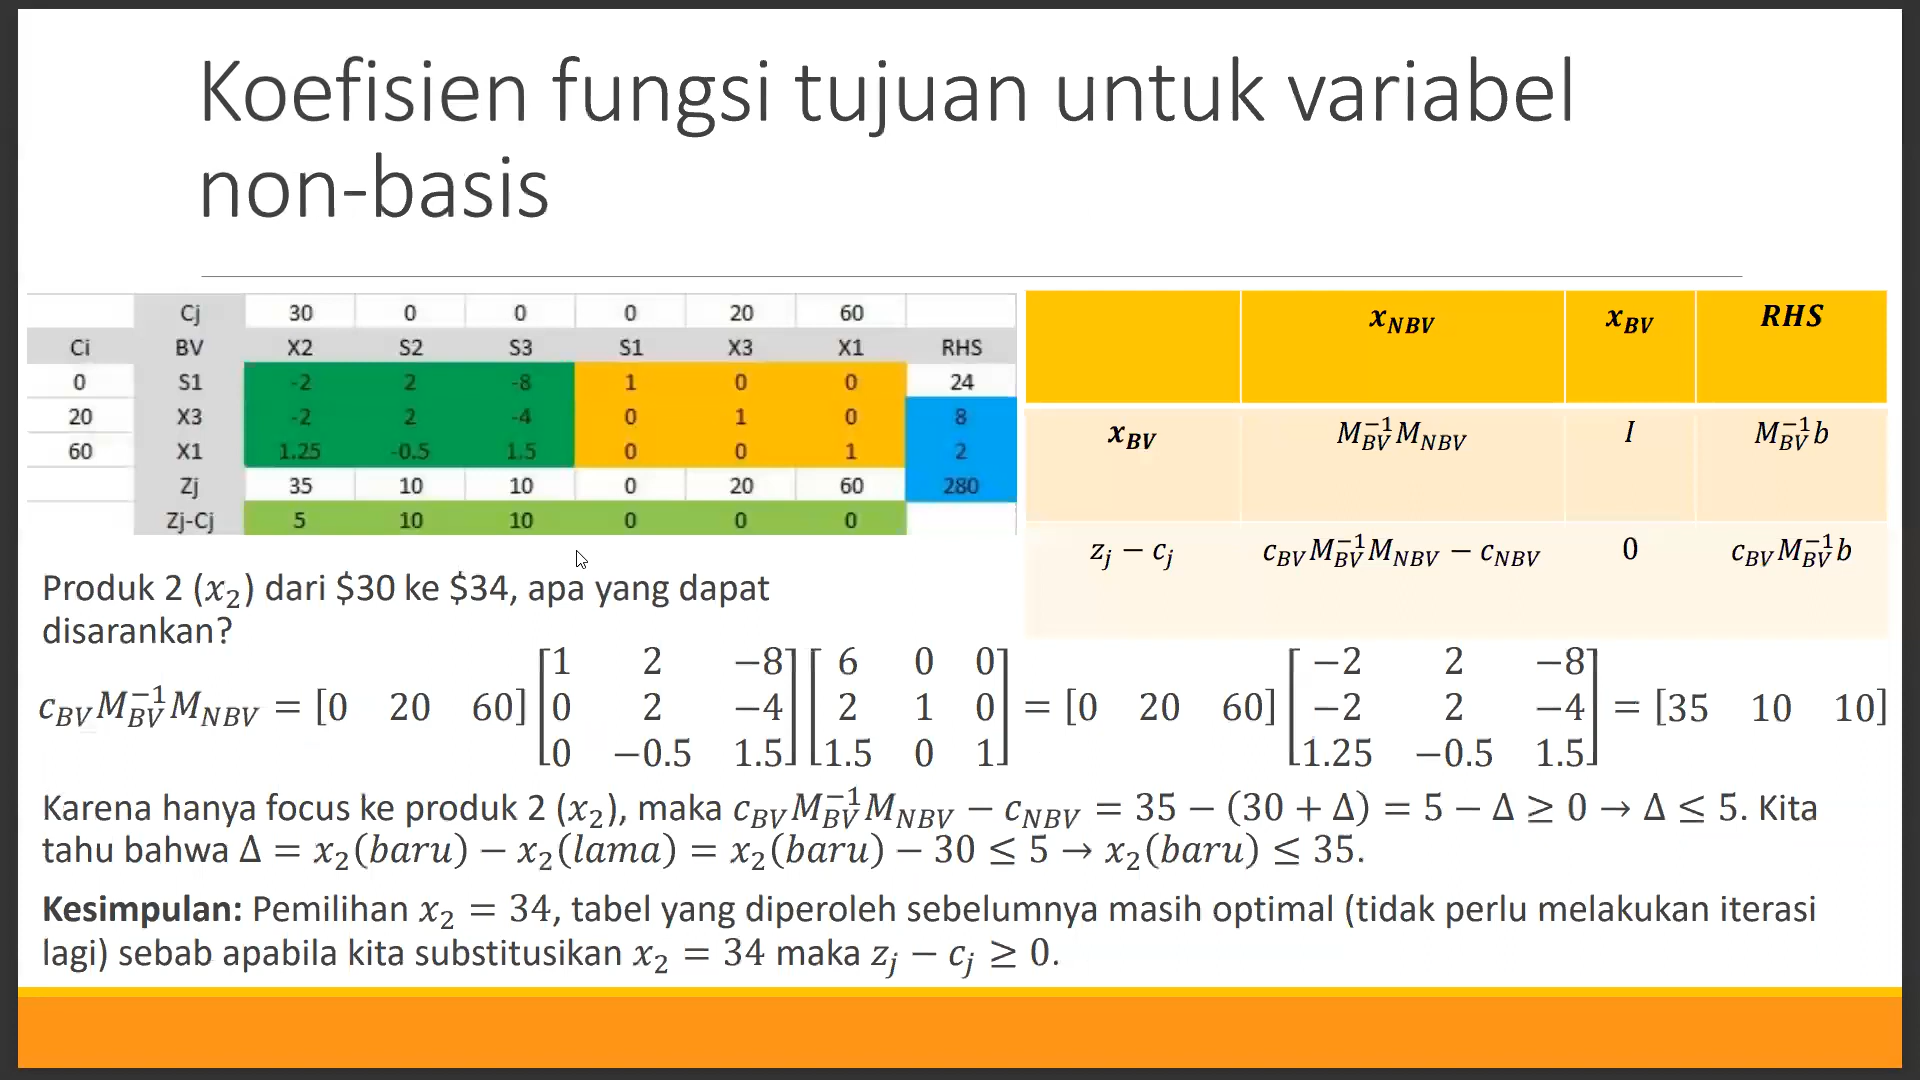 Koefisien fungsi tujuan untuk variabel
non-basis
Cj 30 0 0 0 20 60
Ci BV X2 S2 S3 S1 X3 X1 RHS
0 S1 -2 2 -8 1 0 0 24
20 X3 -2 2 -4 0 1 0 8
60 X1 1.25 -0.5 1.5 0 0 1 2
Zj 35 10 10 0 20 60 280
Zj-Cj 5 10 10 0 0 0
x_NBV x_BV RHS
x_BV M_BV^{-1}M_NBV I M_BV^{-1}b
z_j − c_j c_BV M_BV^{-1}M_NBV − c_NBV 0 c_BV M_BV^{-1}b
Produk 2 (x₂) dari $30 ke $34, apa yang dapat
disarankan?
c_BV M_BV^{-1}M_NBV = [0 20 60] [1 2 −8; 0 2 −4; 0 −0.5 1.5] [6 0 0; 2 1 0; 1.5 0 1] = [0 20 60] [−2 2 −8; −2 2 −4; 1.25 −0.5 1.5] = [35 10 10]
Karena hanya focus ke produk 2 (x₂), maka c_BV M_BV^{-1}M_NBV − c_NBV = 35 − (30 + Δ) = 5 − Δ ≥ 0 → Δ ≤ 5. Kita
tahu bahwa Δ = x₂(baru) − x₂(lama) = x₂(baru) − 30 ≤ 5 → x₂(baru) ≤ 35.
Kesimpulan: Pemilihan x₂ = 34, tabel yang diperoleh sebelumnya masih optimal (tidak perlu melakukan iterasi
lagi) sebab apabila kita substitusikan x₂ = 34 maka z_j − c_j ≥ 0.